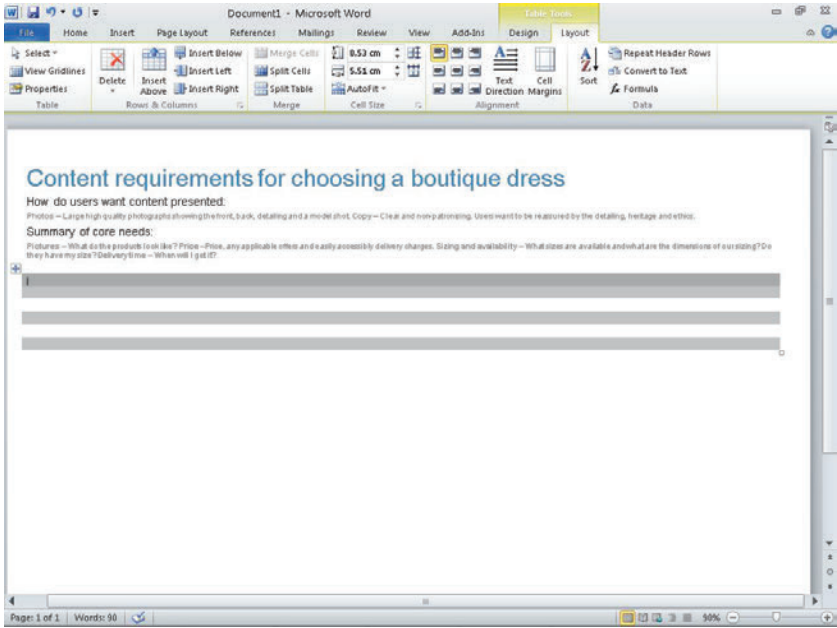 Document1 - Microsoft Word
Table Tools
File Home Insert Page Layout References Mailings Review View Add-Ins Design Layout
Select
View Gridlines
Properties
Table
Delete
Insert Above
Insert Below
Insert Left
Insert Right
Rows & Columns
Merge Cells
Split Cells
Split Table
Merge
0.53 cm
5.51 cm
AutoFit
Cell Size
Text Direction
Cell Margins
Alignment
Sort
Repeat Header Rows
Convert to Text
Formula
Data
Content requirements for choosing a boutique dress
How do users want content presented:
Photos – Large high quality photographs showing the front, back, detailing and a model shot. Copy – Clear and non-patronizing. Users want to be reassured by the detailing, heritage and ethics.
Summary of core needs:
Pictures – What do the products look like? Price – Price, any applicable offers and easily accessibly delivery charges. Sizing and availability – What sizes are available and what are the dimensions of our sizing? Do
they have my size? Delivery time – When will I get it?
Page: 1 of 1 Words: 90 90%